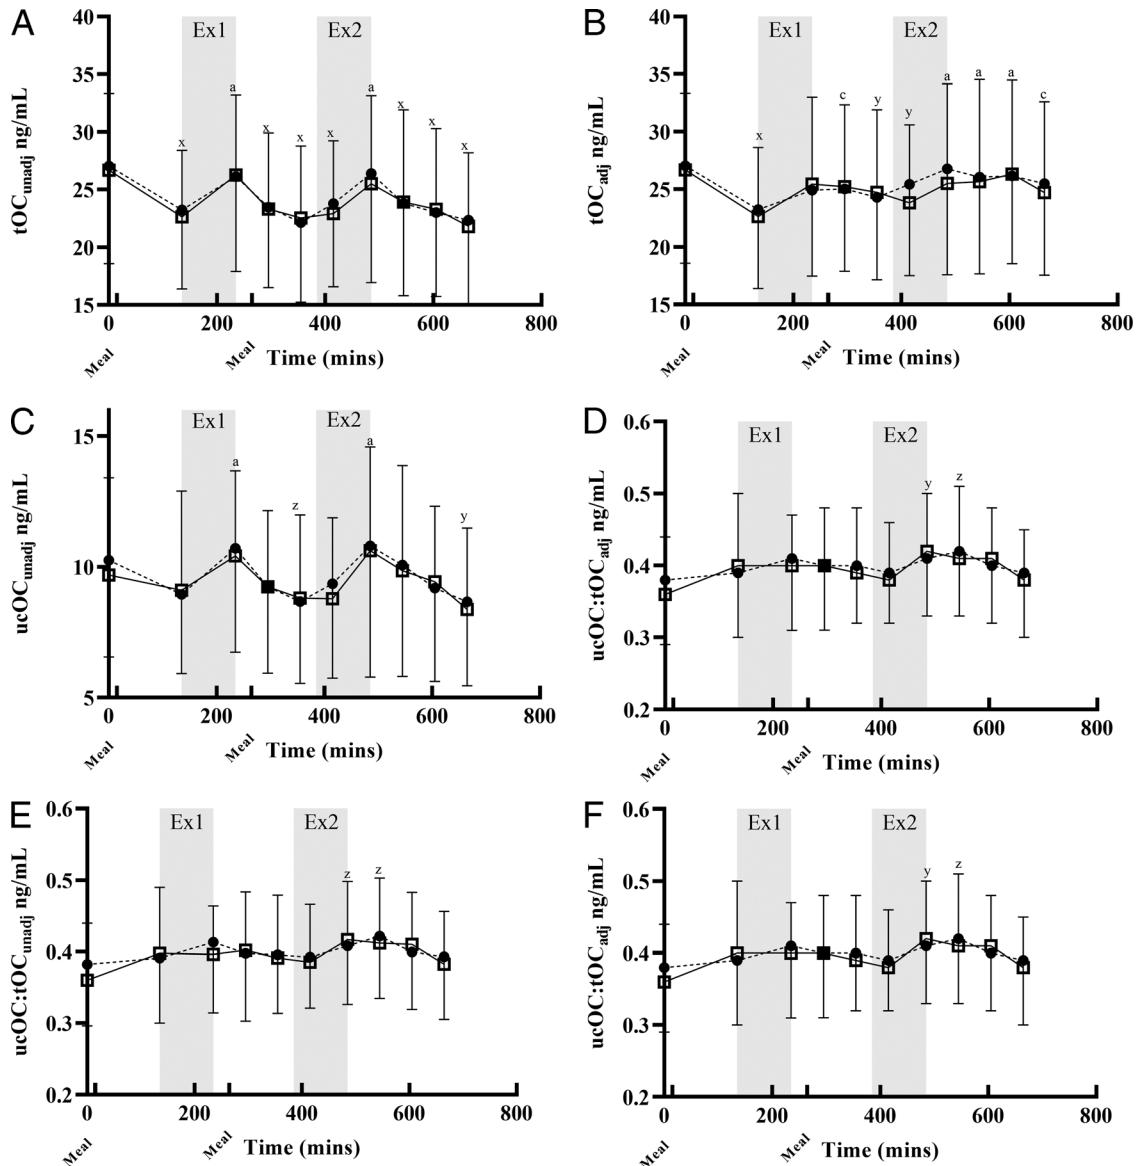 A
tOCunadj ng/mL
40
35
30
25
20
15
Ex1
Ex2
x
a
x
x
x
a
x
x
x
0
200
400
600
800
Meal
Meal
Time (mins)
B
tOCadj ng/mL
40
35
30
25
20
15
Ex1
Ex2
x
c
y
y
a
a
a
c
0
200
400
600
800
Meal
Meal
Time (mins)
C
ucOCunadj ng/mL
15
10
5
Ex1
Ex2
a
z
a
y
0
200
400
600
800
Meal
Meal
Time (mins)
D
ucOC:tOCadj ng/mL
0.6
0.5
0.4
0.3
0.2
Ex1
Ex2
y
z
0
200
400
600
800
Meal
Meal
Time (mins)
E
ucOC:tOCunadj ng/mL
0.6
0.5
0.4
0.3
0.2
Ex1
Ex2
z
z
0
200
400
600
800
Meal
Meal
Time (mins)
F
ucOC:tOCadj ng/mL
0.6
0.5
0.4
0.3
0.2
Ex1
Ex2
y
z
0
200
400
600
800
Meal
Meal
Time (mins)